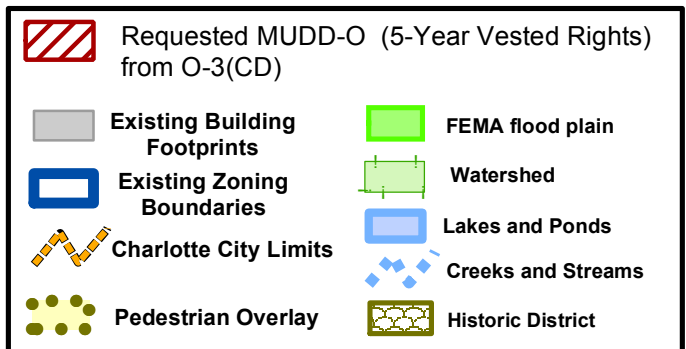 Requested MUDD-O (5-Year Vested Rights)
from O-3(CD)
Existing Building
Footprints
Existing Zoning
Boundaries
Charlotte City Limits
Pedestrian Overlay
FEMA flood plain
Watershed
Lakes and Ponds
Creeks and Streams
Historic District